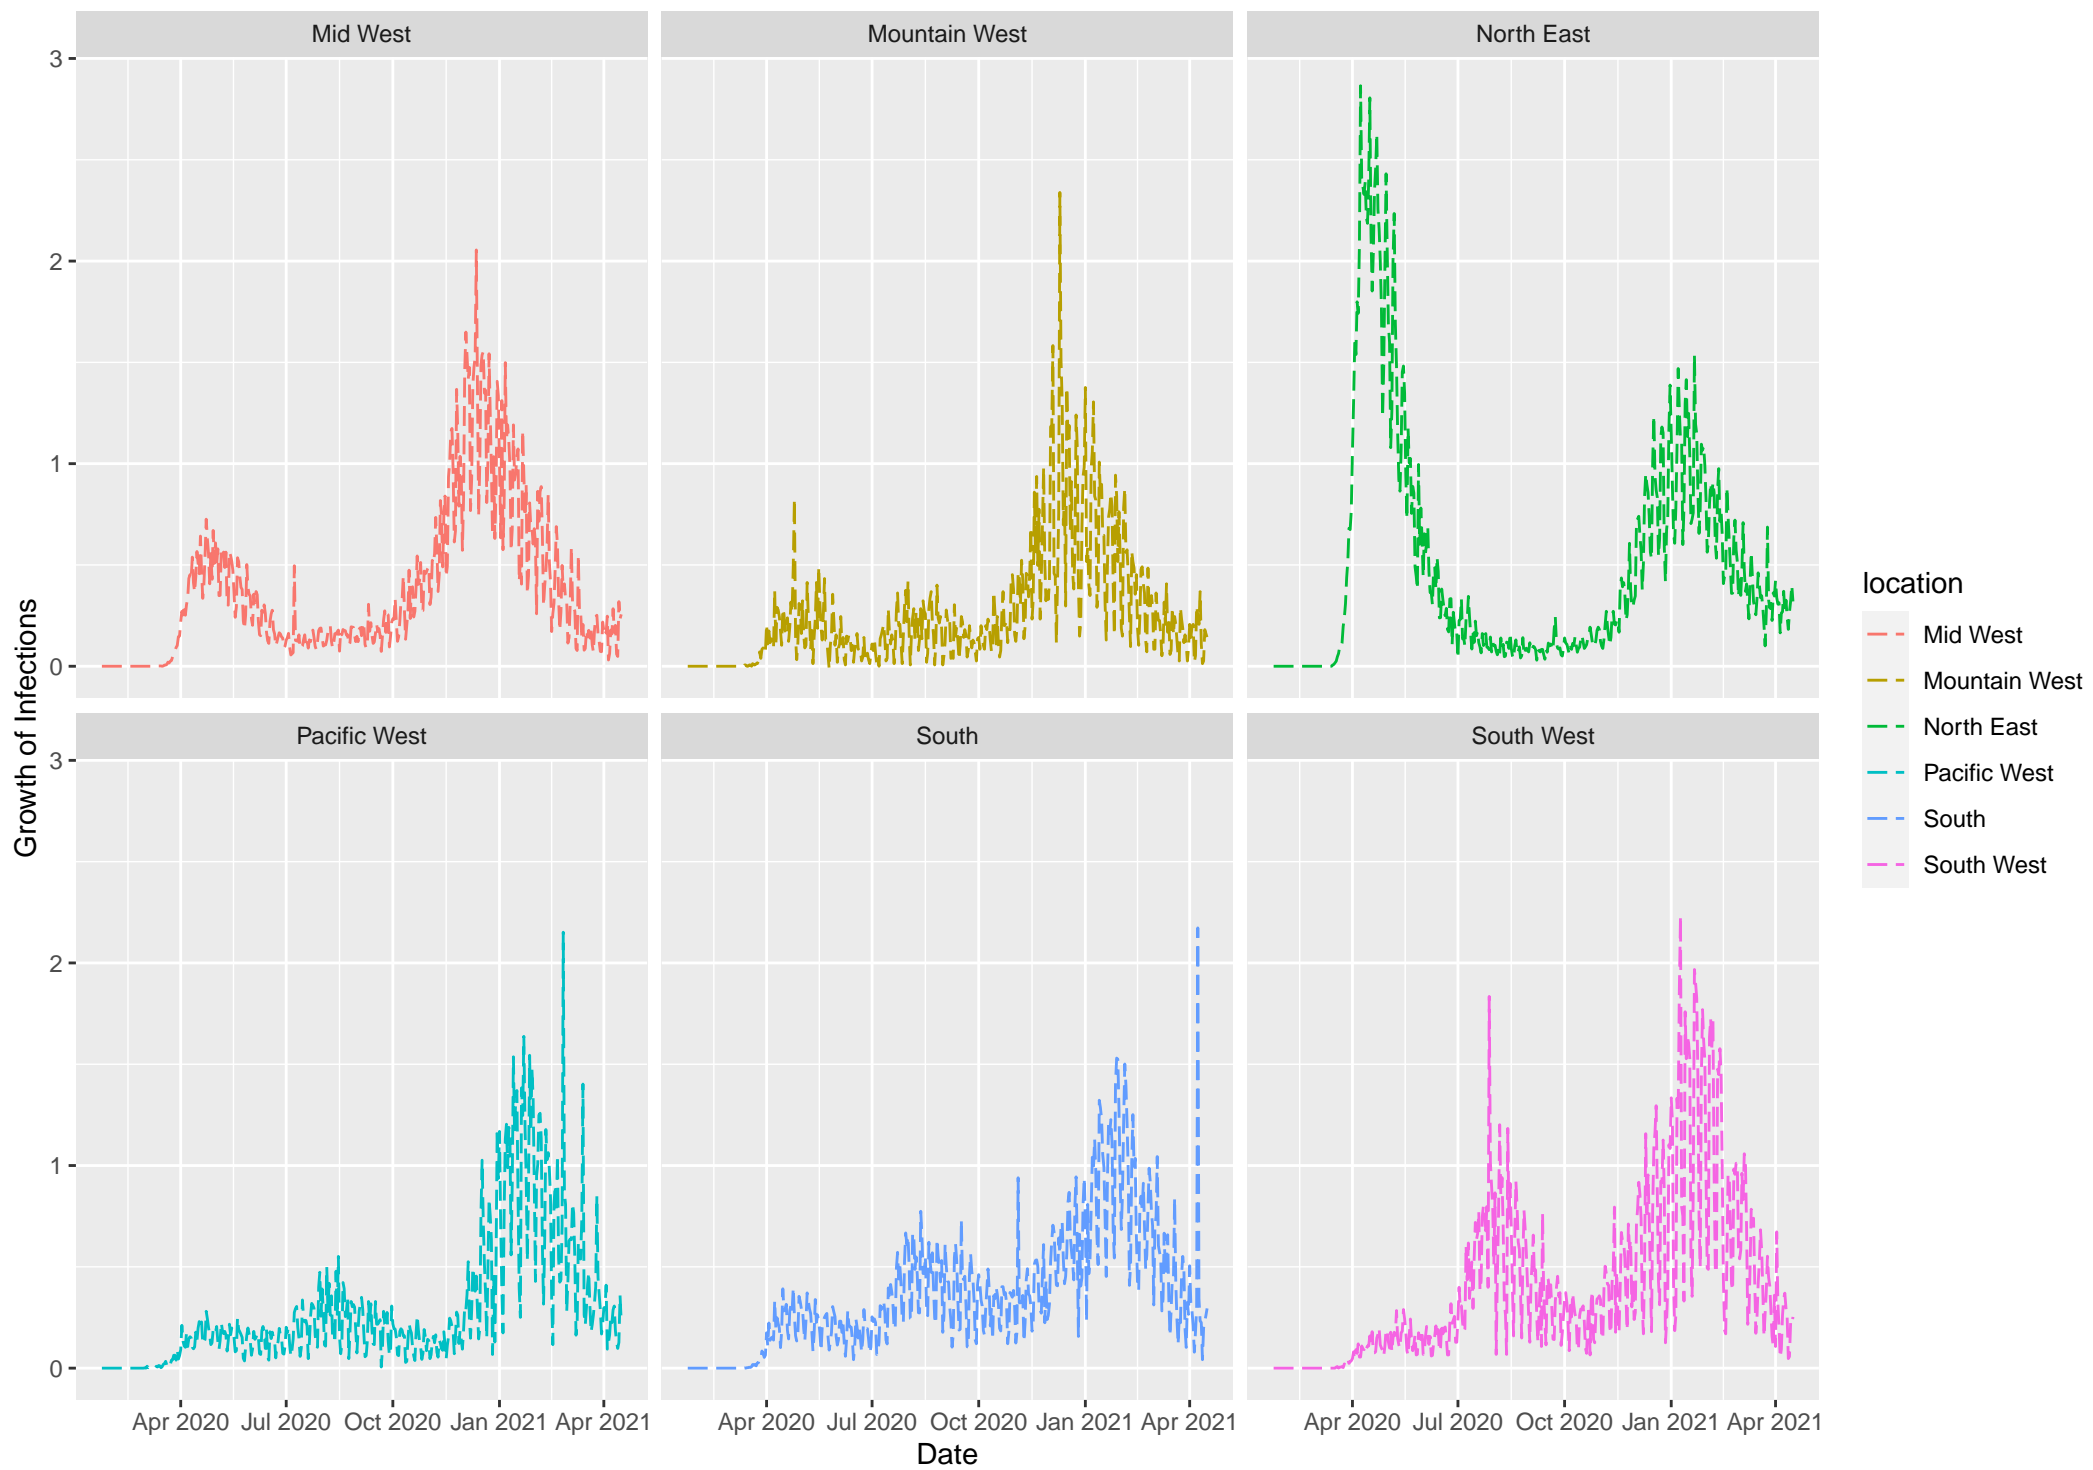 Mid West
Mountain West
North East
3
2
1
0
Growth of Infections
Pacific West
South
South West
3
2
1
0
Apr 2020 Jul 2020 Oct 2020 Jan 2021 Apr 2021
Apr 2020 Jul 2020 Oct 2020 Jan 2021 Apr 2021
Apr 2020 Jul 2020 Oct 2020 Jan 2021 Apr 2021
Date
location
Mid West
Mountain West
North East
Pacific West
South
South West